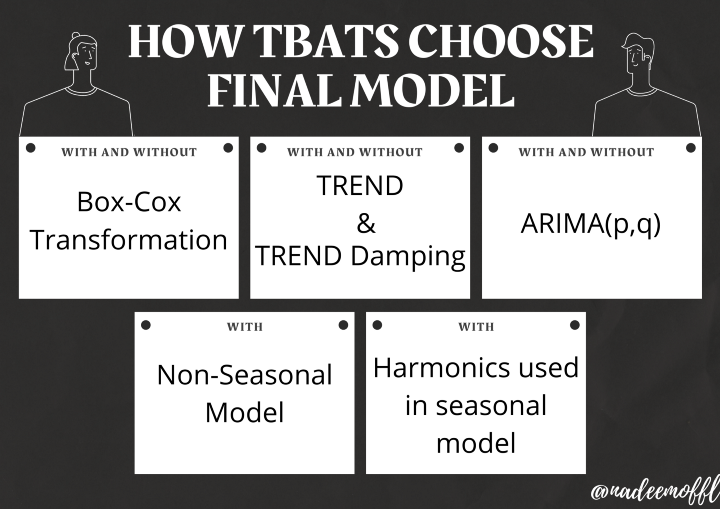 HOW TBATS CHOOSE
FINAL MODEL
WITH AND WITHOUT
Box-Cox
Transformation
WITH AND WITHOUT
TREND
&
TREND Damping
WITH AND WITHOUT
ARIMA(p,q)
WITH
Non-Seasonal
Model
WITH
Harmonics used
in seasonal
model
@nadeemoffl